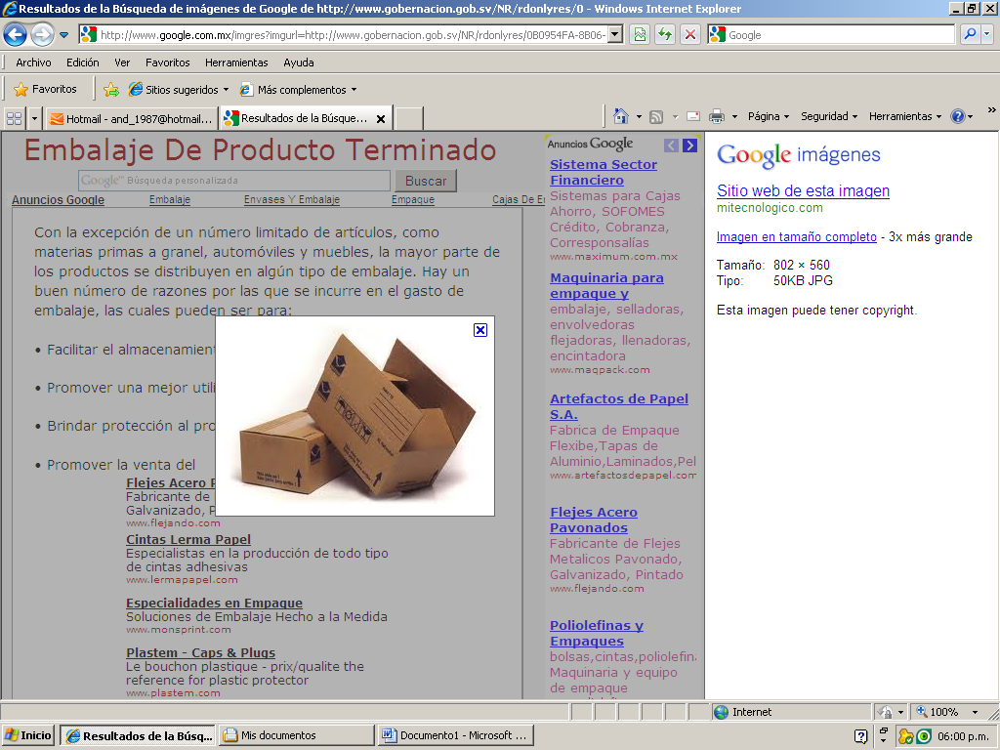 Resultados de la Búsqueda de imágenes de Google de http://www.gobernacion.gob.sv/NR/rdonlyres/0 - Windows Internet Explorer
http://www.google.com.mx/ingres?imgurl=http://www.gobernacion.gob.sv/NR/rdonlyres/0B0954FA-8B06-
Google
Archivo Edición Ver Favoritos Herramientas Ayuda
Favoritos Sitios sugeridos Más complementos
Hotmail - and_1987@hotmail...
Resultados de la Búsque...
Página Seguridad Herramientas
Embalaje De Producto Terminado
Google™ Búsqueda personalizada
Buscar
Anuncios Google Embalaje Envases Y Embalaje Empaque Cajas De En
Con la excepción de un número limitado de artículos, como
materias primas a granel, automóviles y muebles, la mayor parte de
los productos se distribuyen en algún tipo de embalaje. Hay un
buen número de razones por las que se incurre en el gasto de
embalaje, las cuales pueden ser para:
• Facilitar el almacenamien
• Promover una mejor utili
• Brindar protección al pro
• Promover la venta del
Flejes Acero P
Fabricante de
Galvanizado, P
www.flejando.com
Cintas Lerma Papel
Especialistas en la producción de todo tipo
de cintas adhesivas
www.lermapapel.com
Especialidades en Empaque
Soluciones de Embalaje Hecho a la Medida
www.monsprint.com
Plastem - Caps & Plugs
Le bouchon plastique - prix/qualite the
reference for plastic protector
www.plastem.com
Anuncios Google
Sistema Sector
Financiero
Sistemas para Cajas
Ahorro, SOFOMES
Crédito, Cobranza,
Corresponsalías
www.maximum.com.mx
Maquinaria para
empaque y
embalaje, selladoras,
envolvedoras
flejadoras, llenadoras,
encintadora
www.maqpack.com
Artefactos de Papel
S.A.
Fabrica de Empaque
Flexibe,Tapas de
Aluminio,Laminados,Pel
www.artefactosdepapel.com
Flejes Acero
Pavonados
Fabricante de Flejes
Metalicos Pavonado,
Galvanizado, Pintado
www.flejando.com
Poliolefinas y
Empaques
bolsas,cintas,poliolefina
Maquinaria y equipo
de empaque
Google imágenes
Sitio web de esta imagen
mitecnologico.com
Imagen en tamaño completo - 3x más grande
Tamaño: 802 × 560
Tipo: 50KB JPG
Esta imagen puede tener copyright.
Internet
100%
Inicio
Resultados de la Búsq...
Mis documentos
Documento1 - Microsoft ...
06:00 p.m.